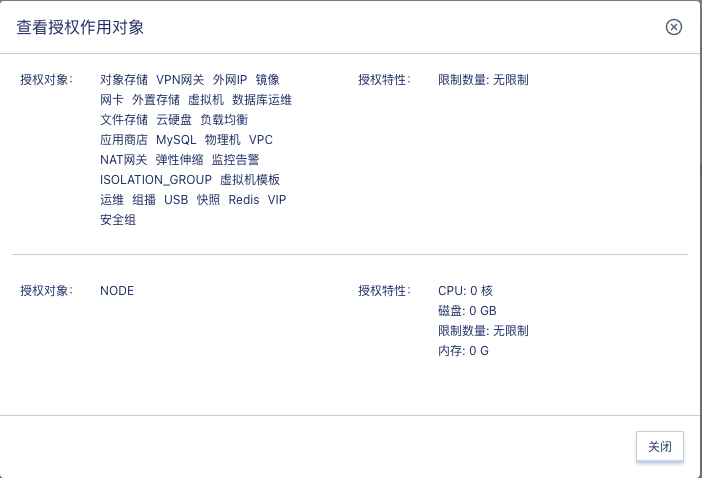 查看授权作用对象
授权对象： 对象存储 VPN网关 外网IP 镜像 授权特性： 限制数量: 无限制
网卡 外置存储 虚拟机 数据库运维
文件存储 云硬盘 负载均衡
应用商店 MySQL 物理机 VPC
NAT网关 弹性伸缩 监控告警
ISOLATION_GROUP 虚拟机模板
运维 组播 USB 快照 Redis VIP
安全组
授权对象： NODE 授权特性： CPU: 0 核
磁盘: 0 GB
限制数量: 无限制
内存: 0 G
关闭